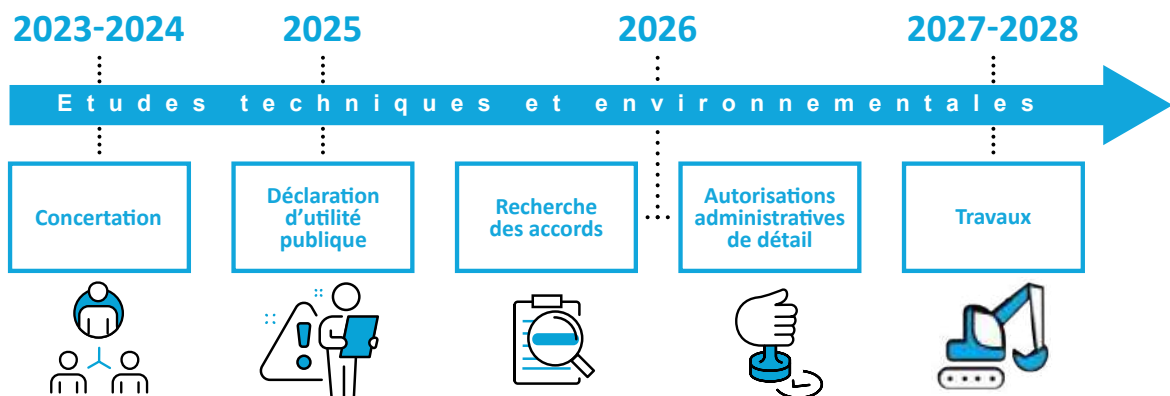 2023-2024
2025
2026
2027-2028
Etudes techniques et environnementales
Concertation
Déclaration
d'utilité
publique
Recherche
des accords
Autorisations
administratives
de détail
Travaux